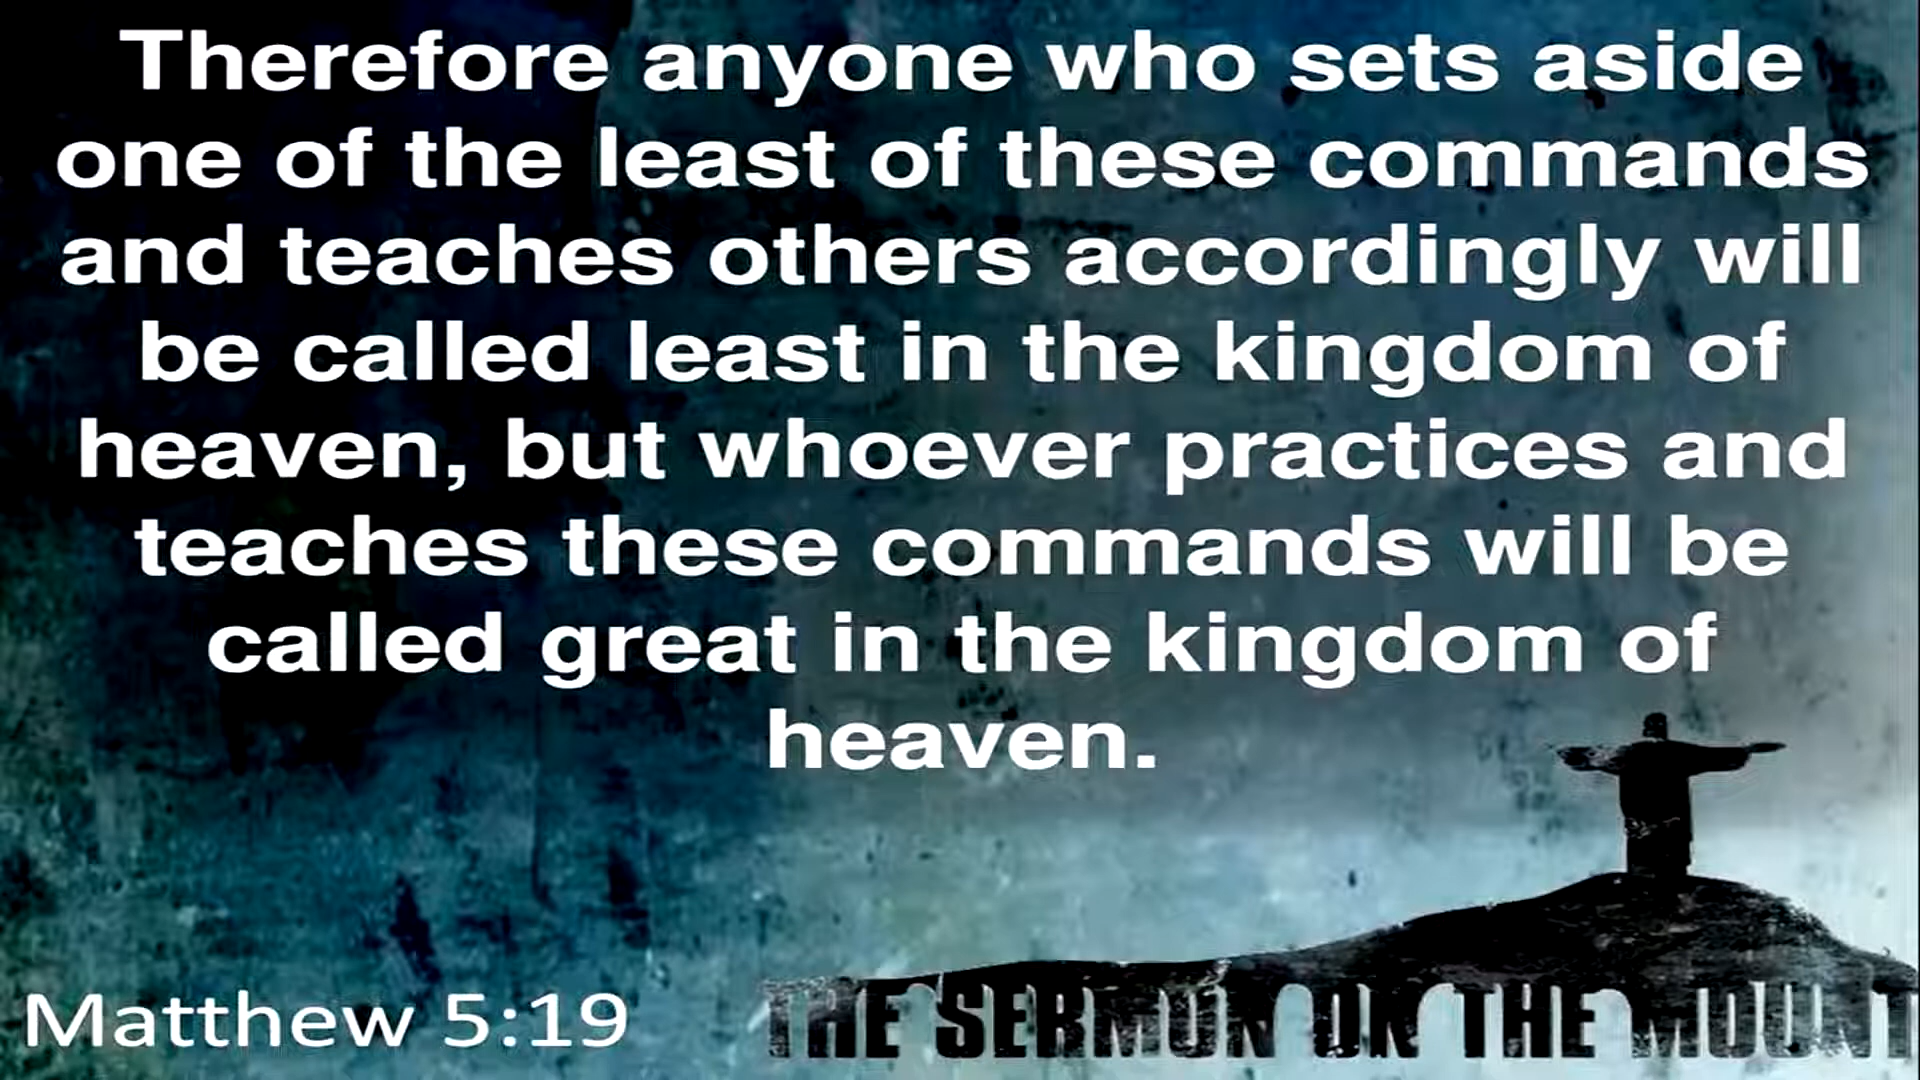 Therefore anyone who sets aside
one of the least of these commands
and teaches others accordingly will
be called least in the kingdom of
heaven, but whoever practices and
teaches these commands will be
called great in the kingdom of
heaven.
Matthew 5:19
THE SERMON ON THE MOUNT